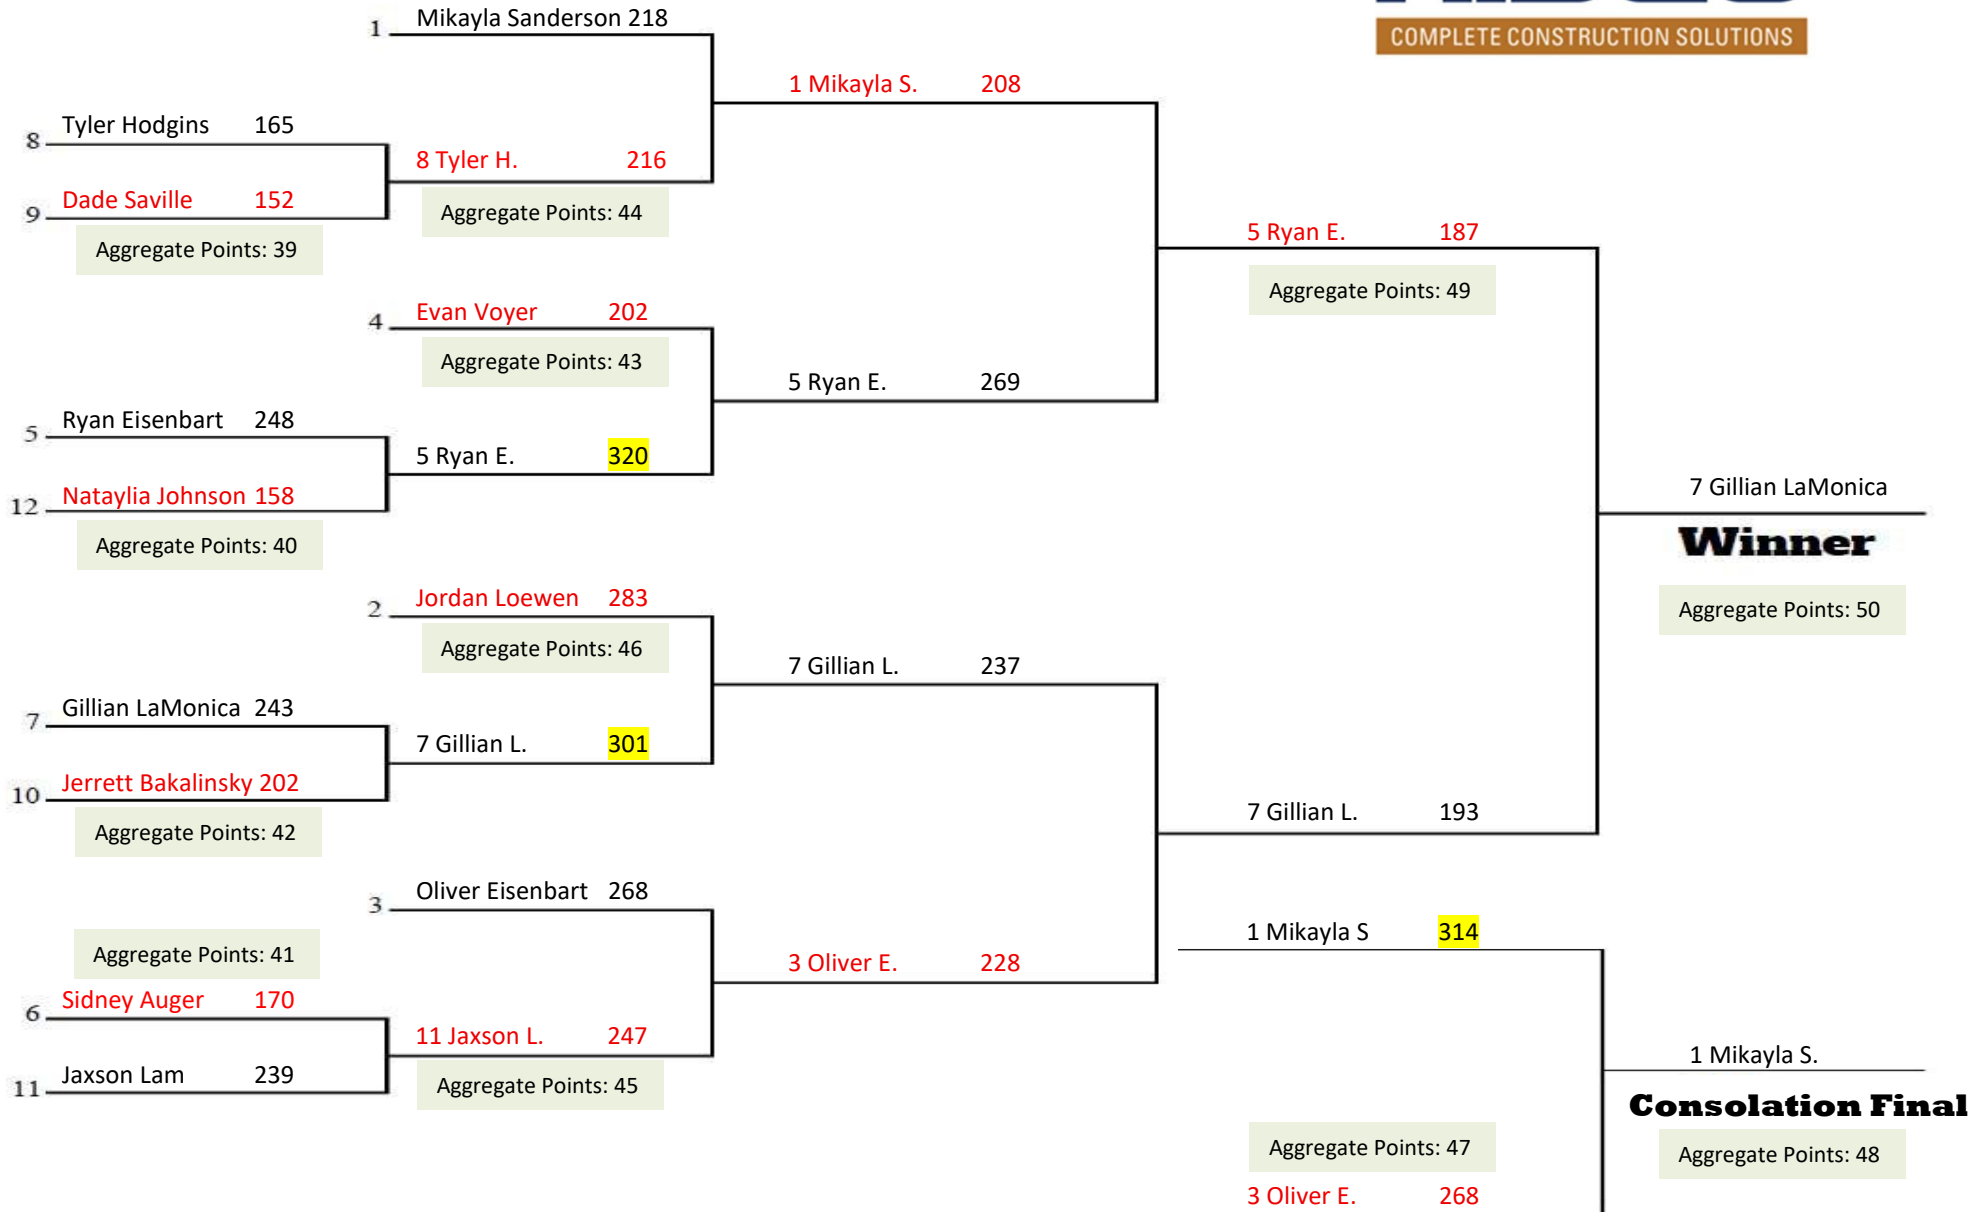 COMPLETE CONSTRUCTION SOLUTIONS
1 Mikayla Sanderson 218
1 Mikayla S. 208
8 Tyler Hodgins 165
8 Tyler H. 216
9 Dade Saville 152
Aggregate Points: 44
Aggregate Points: 39
5 Ryan E. 187
Aggregate Points: 49
4 Evan Voyer 202
Aggregate Points: 43
5 Ryan E. 269
5 Ryan Eisenbart 248
5 Ryan E. 320
12 Nataylia Johnson 158
Aggregate Points: 40
7 Gillian LaMonica
Winner
Aggregate Points: 50
2 Jordan Loewen 283
Aggregate Points: 46
7 Gillian L. 237
7 Gillian LaMonica 243
7 Gillian L. 301
10 Jerrett Bakalinsky 202
Aggregate Points: 42
7 Gillian L. 193
3 Oliver Eisenbart 268
1 Mikayla S 314
Aggregate Points: 41
3 Oliver E. 228
6 Sidney Auger 170
11 Jaxson L. 247
11 Jaxson Lam 239
Aggregate Points: 45
1 Mikayla S.
Consolation Final
Aggregate Points: 47
Aggregate Points: 48
3 Oliver E. 268